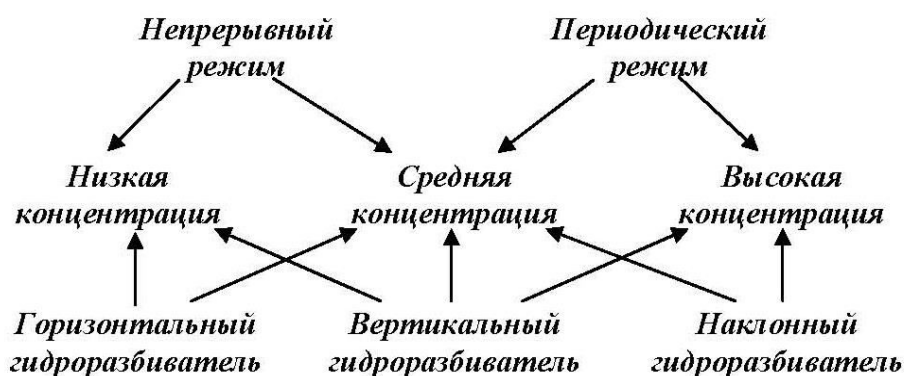 Непрерывный
режим
Периодический
режим
Низкая
концентрация
Средняя
концентрация
Высокая
концентрация
Горизонтальный
гидроразбиватель
Вертикальный
гидроразбиватель
Наклонный
гидроразбиватель